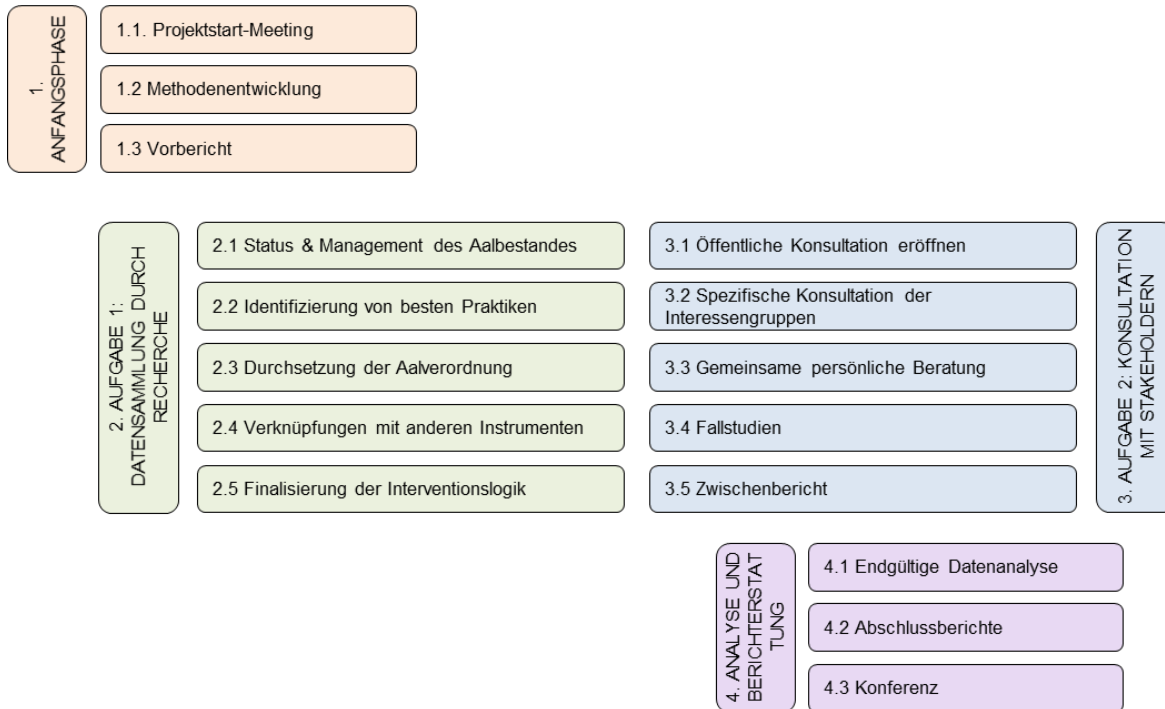 1.
ANFANGSPHASE
1.1. Projektstart-Meeting
1.2 Methodenentwicklung
1.3 Vorbericht
2. AUFGABE 1:
DATENSAMMLUNG DURCH
RECHERCHE
2.1 Status & Management des Aalbestandes
2.2 Identifizierung von besten Praktiken
2.3 Durchsetzung der Aalverordnung
2.4 Verknüpfungen mit anderen Instrumenten
2.5 Finalisierung der Interventionslogik
3.1 Öffentliche Konsultation eröffnen
3.2 Spezifische Konsultation der
Interessengruppen
3.3 Gemeinsame persönliche Beratung
3.4 Fallstudien
3.5 Zwischenbericht
3. AUFGABE 2: KONSULTATION
MIT STAKEHOLDERN
4. ANALYSE UND
BERICHTERSTAT
TUNG
4.1 Endgültige Datenanalyse
4.2 Abschlussberichte
4.3 Konferenz